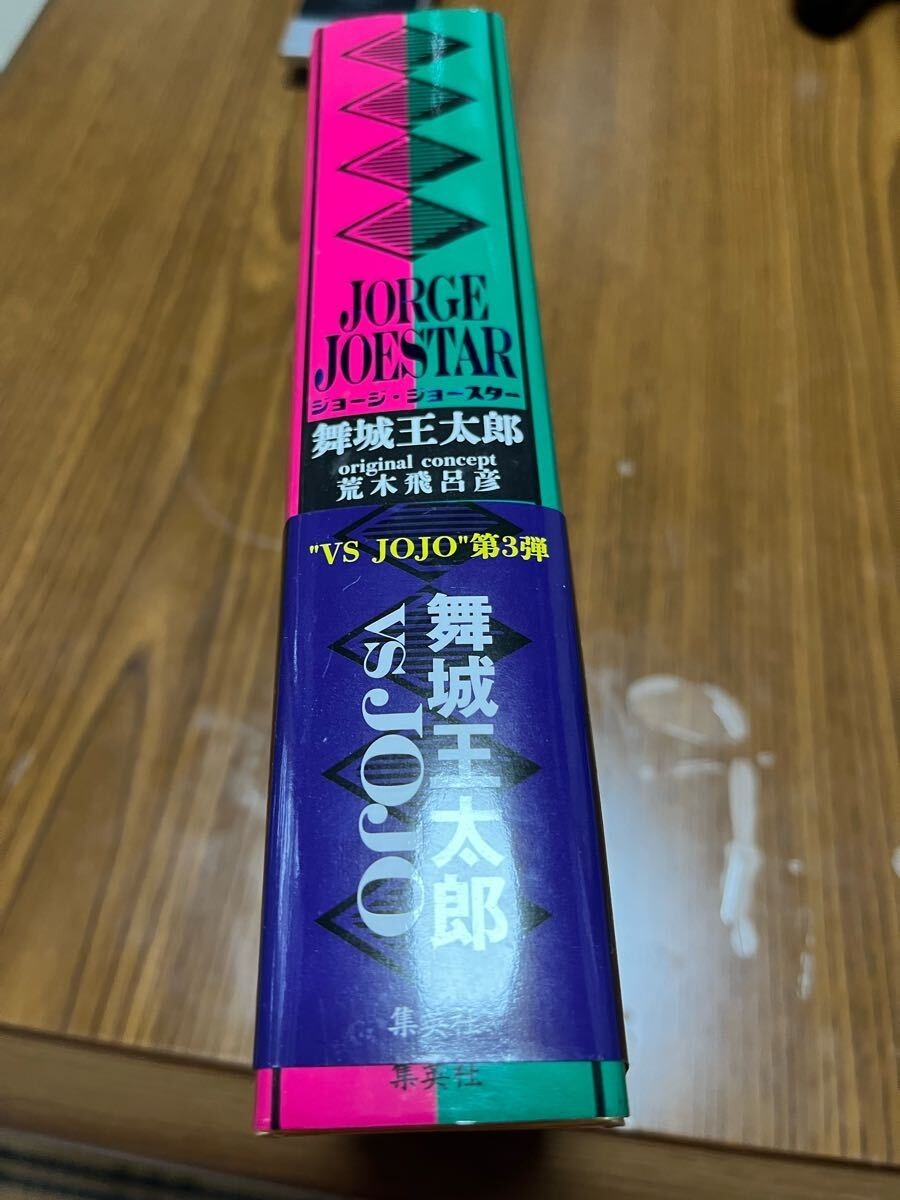 JORGE
JOESTAR
ジョージ・ジョースター
舞城王太郎
original concept
荒木飛呂彦
"VS JOJO"第3弾
舞城王太郎
VS JOJO
集英社
集英社